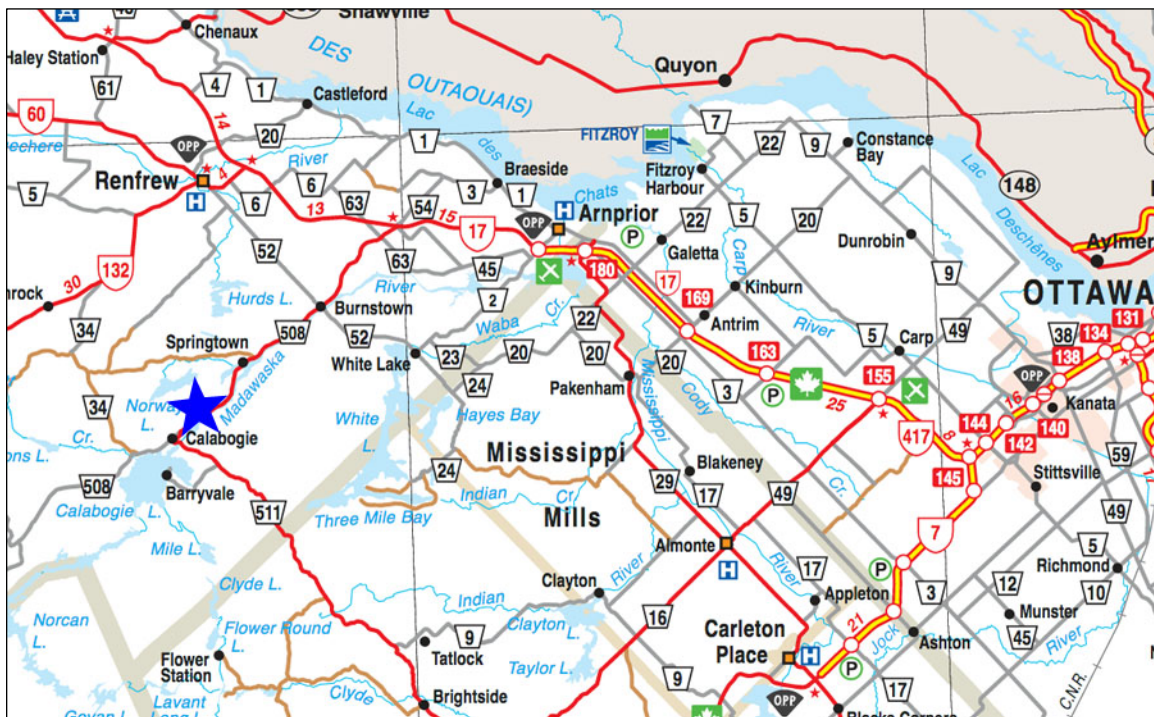 Shawville
Chenaux
DES
Haley Station
61
4
1
Castleford
OUTAOUAIS)
Quyon
60
14
20
OPP
1
Lac
des
7
22
9
Constance
Bay
FITZROY
Fitzroy
Harbour
Lac
Deschênes
148
Renfrew
4
River
H
5
6
6
63
13
54
15
3
Braeside
1
Chats
H
Arnprior
OPP
17
P
22
Galetta
5
Carp
20
Dunrobin
9
Aylmer
52
132
30
63
45
River
2
180
17
169
Kinburn
OTTAWA
34
Hurds L.
Burnstown
508
52
Waba
Cr.
22
Antrim
River
5
Carp
49
38
134
131
138
Springtown
White Lake
23
20
20
Pakenham
Mississippi
20
Cody
163
P
3
25
155
OPP
16
Kanata
Madawaska
34
24
Hayes Bay
White
L.
417
8
144
142
140
145
Calabogie
Cr.
508
Barryvale
Calabogie
L.
511
24
Mississippi
Mills
Indian
Cr.
Three Mile Bay
29
Blakeney
17
49
Cr.
Stittsville
59
49
Mile L.
Clyde L.
7
Almonte
H
River
P
5
Richmond
10
Norcan
L.
Flower Round
L.
Flower
Station
Indian
9
Tatlock
Clayton
River
Clayton
L.
Taylor L.
16
17
Appleton
21
Carleton
Place
H
P
Jock
3
Ashton
12
Munster
45
River
Clyde
Brightside
9
OPP
17
C.N.R.
Lavant